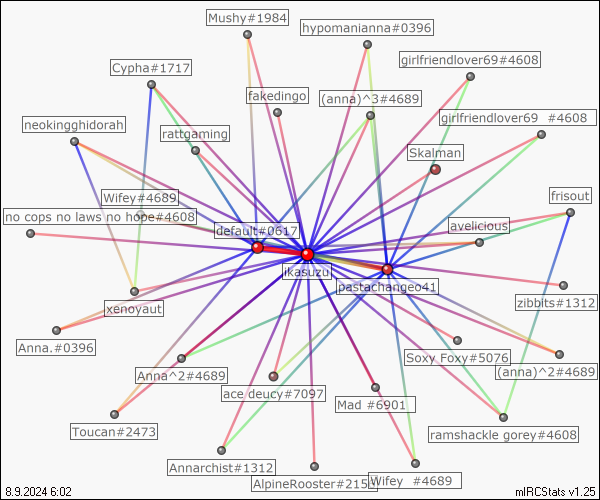 Mushy#1984
hypomanianna#0396
girlfriendlover69#4608
Cypha#1717
fakedingo
(anna)^3#4689
girlfriendlover69 #4608
neokingghidorah
rattgaming
Skalman
Wifey#4689
frisout
no cops no laws no hope#4608
default#0617
avelicious
ikasuzu
pastachangeo41
xenoyaut
zibbits#1312
Anna.#0396
Soxy Foxy#5076
Anna^2#4689
(anna)^2#4689
ace deucy#7097
Mad #6901
Toucan#2473
ramshackle gorey#4608
Annarchist#1312
AlpineRooster#215
Wifey #4689
8.9.2024 6:02
mIRCStats v1.25